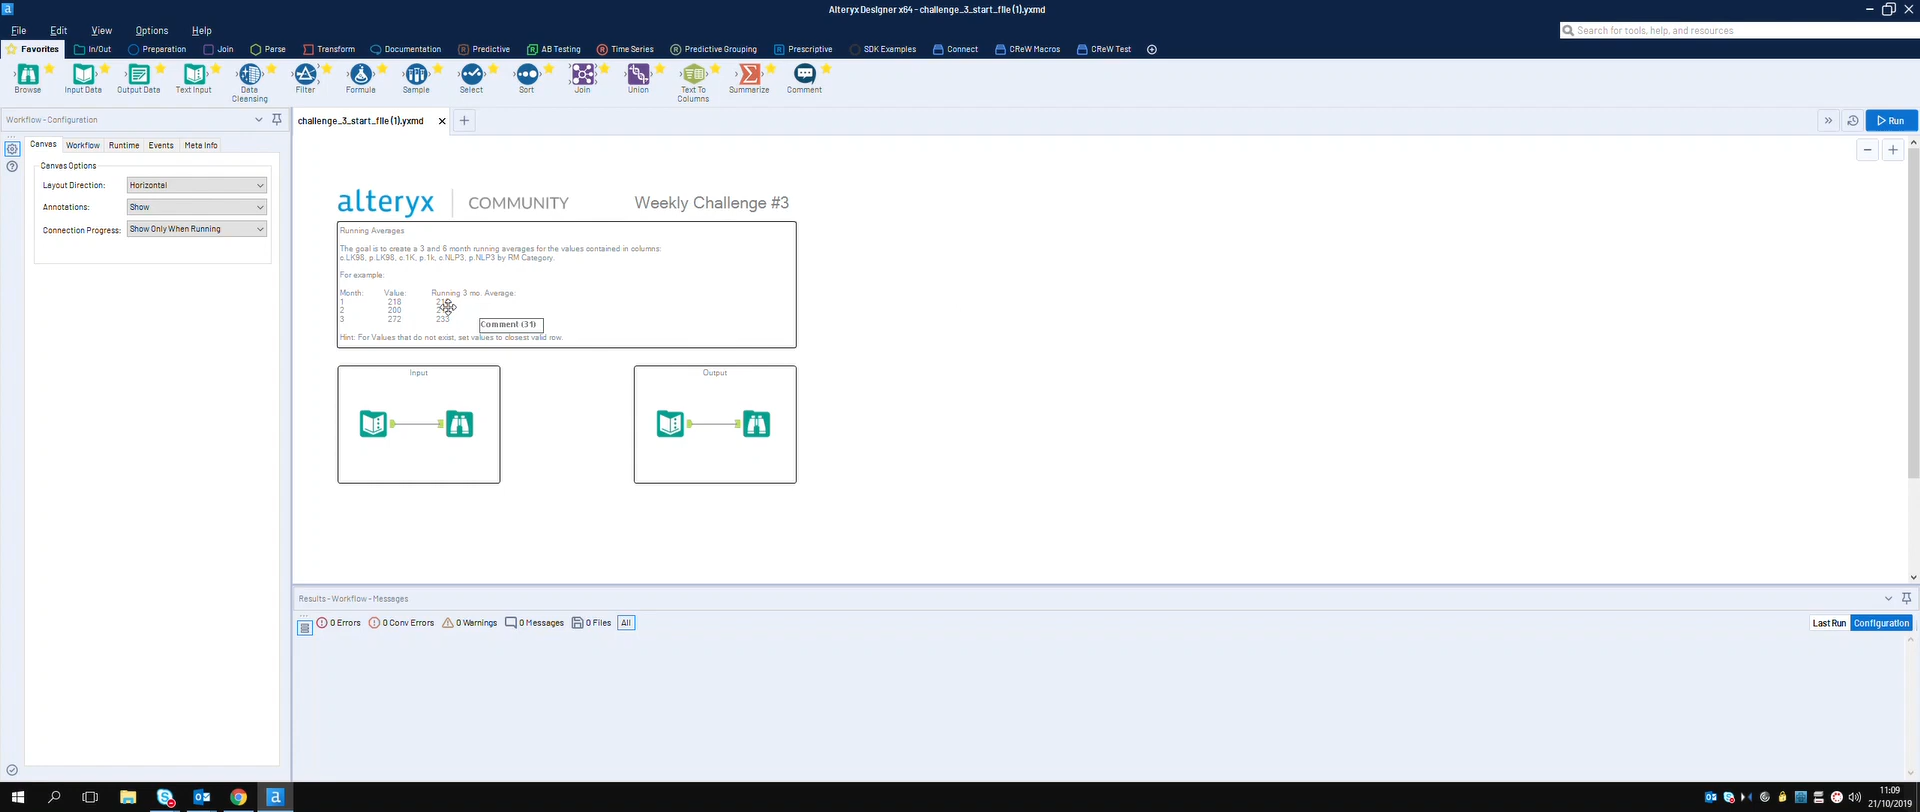 Alteryx Designer x64 - challenge_3_start_file (1).yxmd
File Edit View Options Help
Search for tools, help, and resources
Favorites In/Out Preparation Join Parse Transform Documentation Predictive AB Testing Time Series Predictive Grouping Prescriptive SDK Examples Connect CReW Macros CReW Test
Browse Input Data Output Data Text Input Data Cleansing Filter Formula Sample Select Sort Join Union Text To Columns Summarize Comment
Workflow - Configuration
challenge_3_start_file (1).yxmd
Run
Canvas Workflow Runtime Events Meta Info
Canvas Options
Layout Direction: Horizontal
Annotations: Show
Connection Progress: Show Only When Running
alteryx COMMUNITY Weekly Challenge #3
Running Averages
The goal is to create a 3 and 6 month running averages for the values contained in columns:
c.LK98, p.LK98, c.1K, p.1k, c.NLP3, p.NLP3 by RM Category.
For example:
Month: Value: Running 3 mo. Average:
1 218
2 200
3 272 233
Comment (31)
Hint: For Values that do not exist, set values to closest valid row.
Input Output
Results - Workflow - Messages
0 Errors 0 Conv Errors 0 Warnings 0 Messages 0 Files All
Last Run Configuration
11:09
21/10/2019